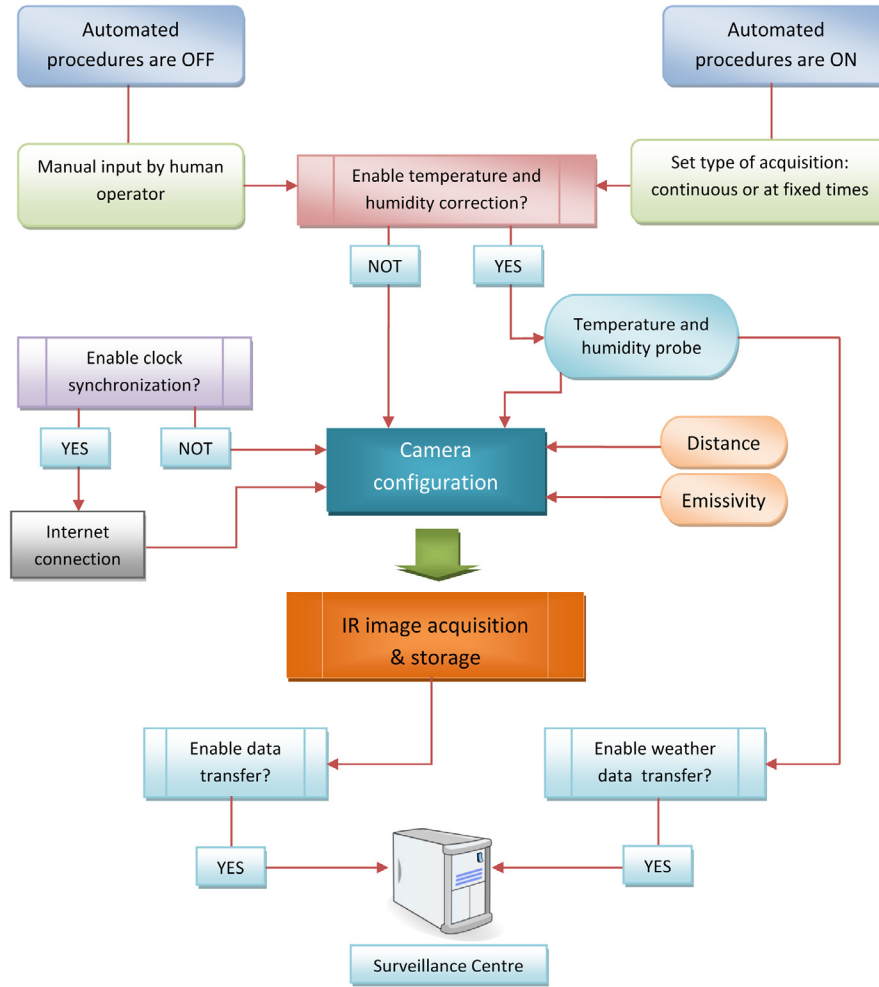 Automated
procedures are OFF
Automated
procedures are ON
Manual input by human
operator
Enable temperature and
humidity correction?
Set type of acquisition:
continuous or at fixed times
NOT
YES
Temperature and
humidity probe
Enable clock
synchronization?
YES
NOT
Camera
configuration
Distance
Emissivity
Internet
connection
IR image acquisition
& storage
Enable data
transfer?
Enable weather
data transfer?
YES
YES
Surveillance Centre